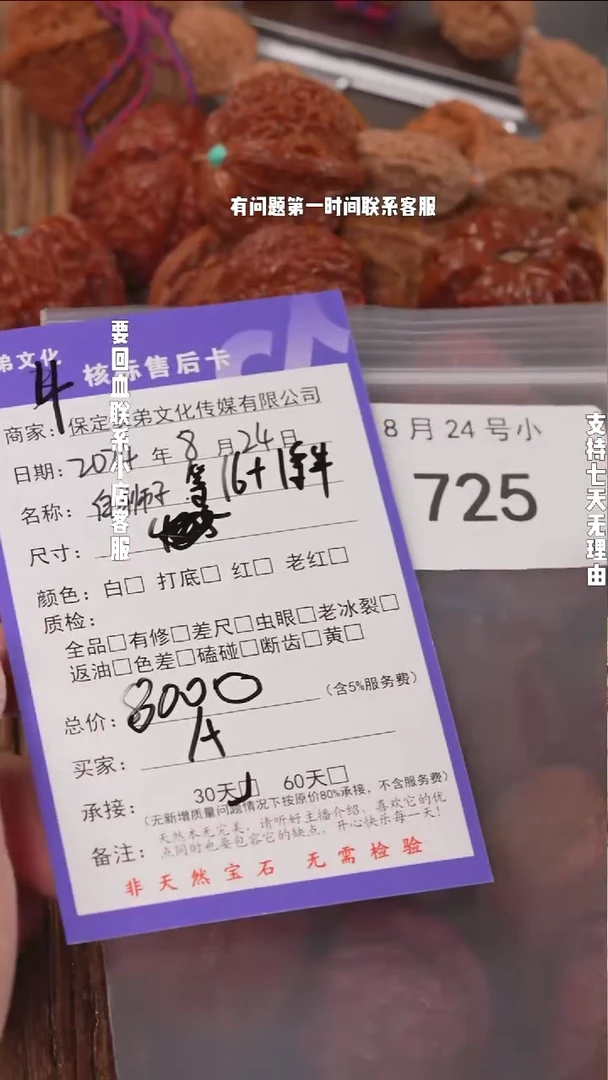 有问题第一时间联系客服
要回血联系小店客服
支持七天无理由
弟文化
核标售后卡
商家：保定 弟文化传媒有限公司
日期：2024 年 8 月 24 日
名称： 狮子 等 16+1
尺寸：
颜色：白□ 打底□ 红□ 老红□
质检：
全品□有修□差尺□虫眼□老冰裂□
返油□色差□磕碰□断齿□黄□
总价：8000 （含5%服务费）
买家：
承接： 30天□ 60天□
（无新增质量问题情况下按原价80%承接，不含服务费）
备注：天然本无完美，请听好主播介绍，喜欢它的优
点同时也要包容它的缺点，开心快乐每一天！
非天然宝石 无需检验
8月24号小
725